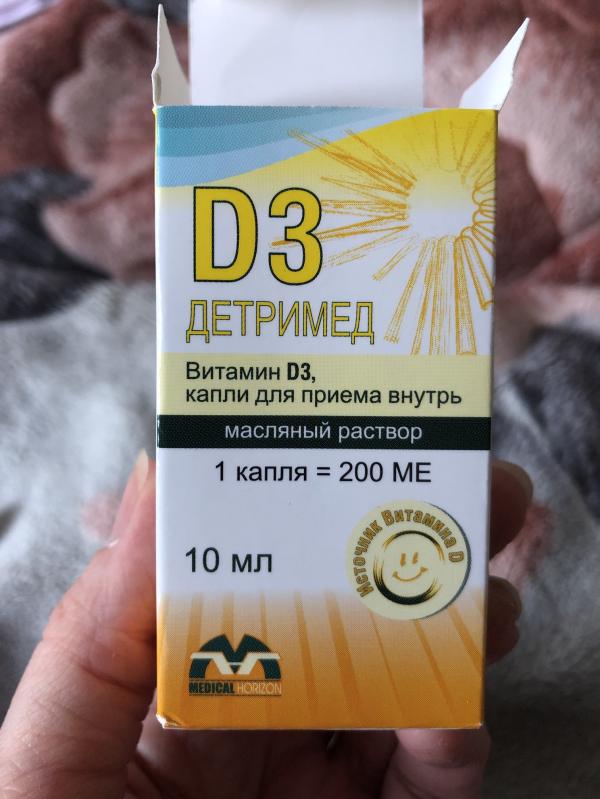 D3
ДЕТРИМЕД
Витамин D3,
капли для приема внутрь
масляный раствор
1 капля = 200 МЕ
10 мл
Источник Витамина D
MEDICAL HORIZON